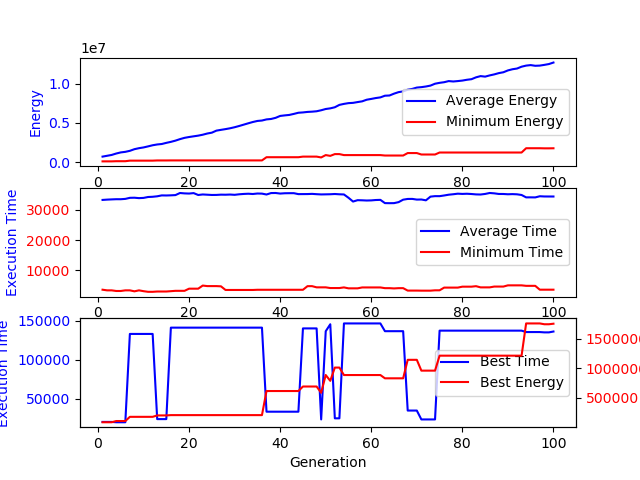 1e7
1.0
0.5
0.0
Energy
Average Energy
Minimum Energy
0 20 40 60 80 100
30000
20000
10000
Execution Time
Average Time
Minimum Time
0 20 40 60 80 100
150000
100000
50000
Execution Time
1500000
1000000
500000
Best Time
Best Energy
0 20 40 60 80 100
Generation